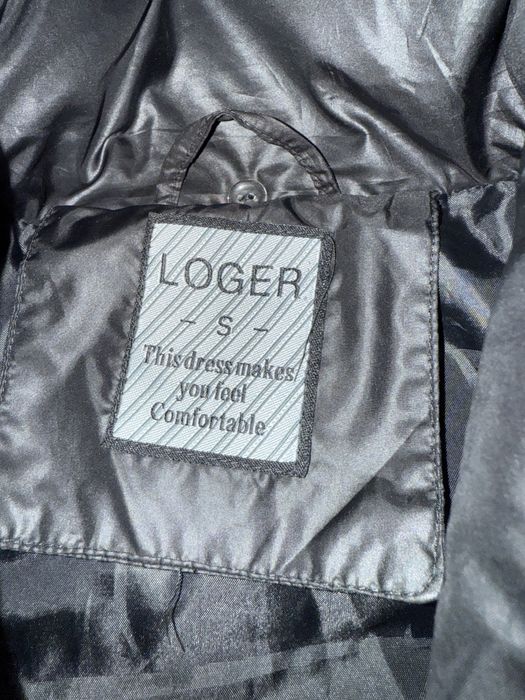 LOGER
- S -
This dress makes
you feel
Comfortable